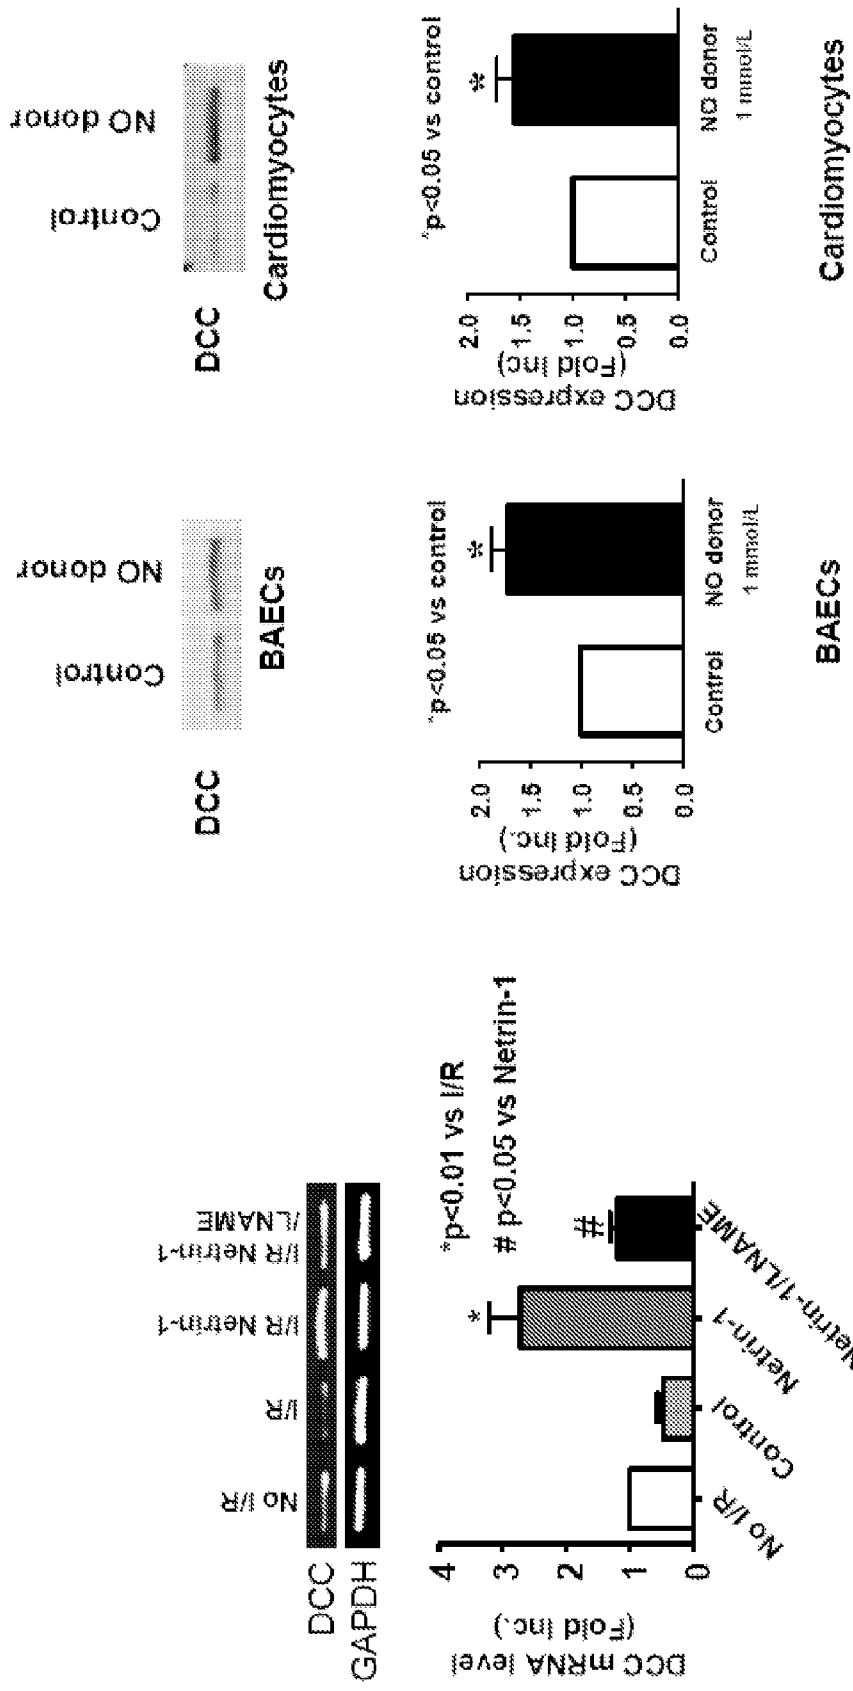 No I/R
I/R
I/R Netrin-1
I/R Netrin-1
/LNAME
DCC
GAPDH
DCC mRNA level
(Fold Inc.)
4
3
2
1
0
*p<0.01 vs I/R
# p<0.05 vs Netrin-1
*
#
No I/R
Control
Netrin-1
Netrin-1/LNAME
Control
NO donor
DCC
BAECs
DCC expression
(Fold Inc.)
2.0
1.5
1.0
0.5
0.0
*p<0.05 vs control
*
Control
NO donor
1 mmol/L
BAECs
Control
NO donor
DCC
Cardiomyocytes
DCC expression
(Fold Inc)
2.0
1.5
1.0
0.5
0.0
*p<0.05 vs control
*
Control
NO donor
1 mmol/L
Cardiomyocytes